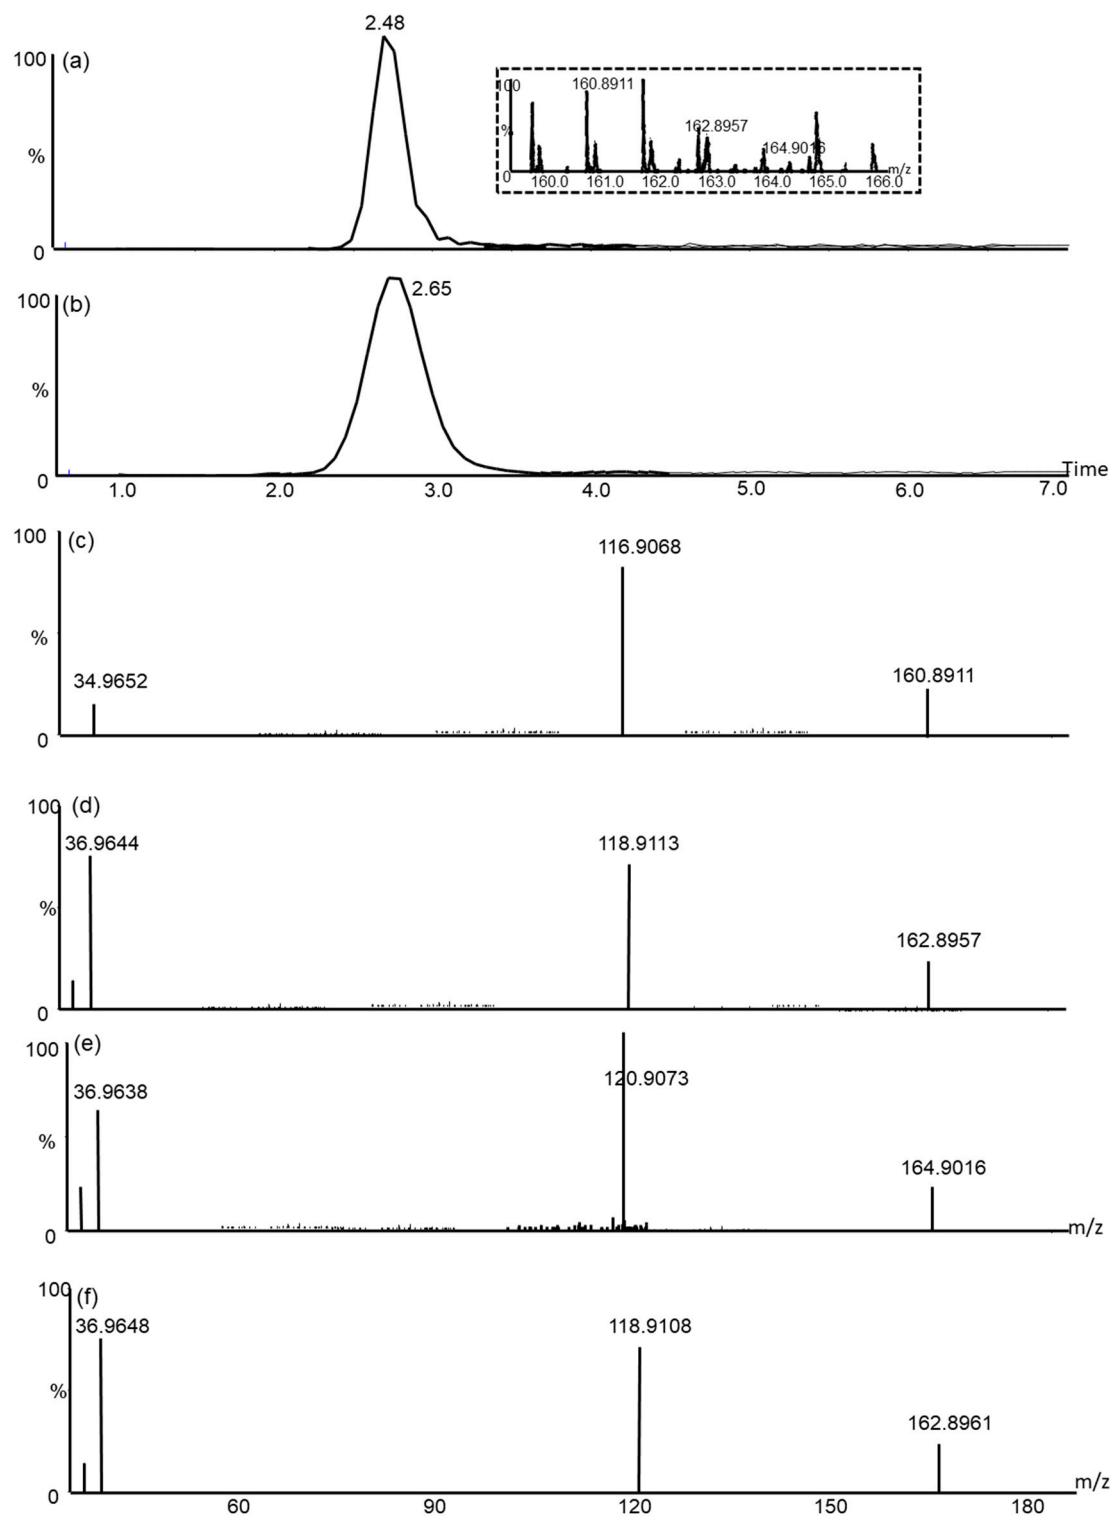 2.48
100 (a)
%
0
100
160.8911
%
162.8957
164.9016
0
m/z
160.0 161.0 162.0 163.0 164.0 165.0 166.0
100 (b)
2.65
%
0
Time
1.0 2.0 3.0 4.0 5.0 6.0 7.0
100 (c)
116.9068
%
34.9652
160.8911
0
100 (d)
36.9644
118.9113
%
162.8957
0
100 (e)
36.9638
120.9073
%
164.9016
0
m/z
100 (f)
36.9648
118.9108
%
162.8961
0
m/z
60 90 120 150 180